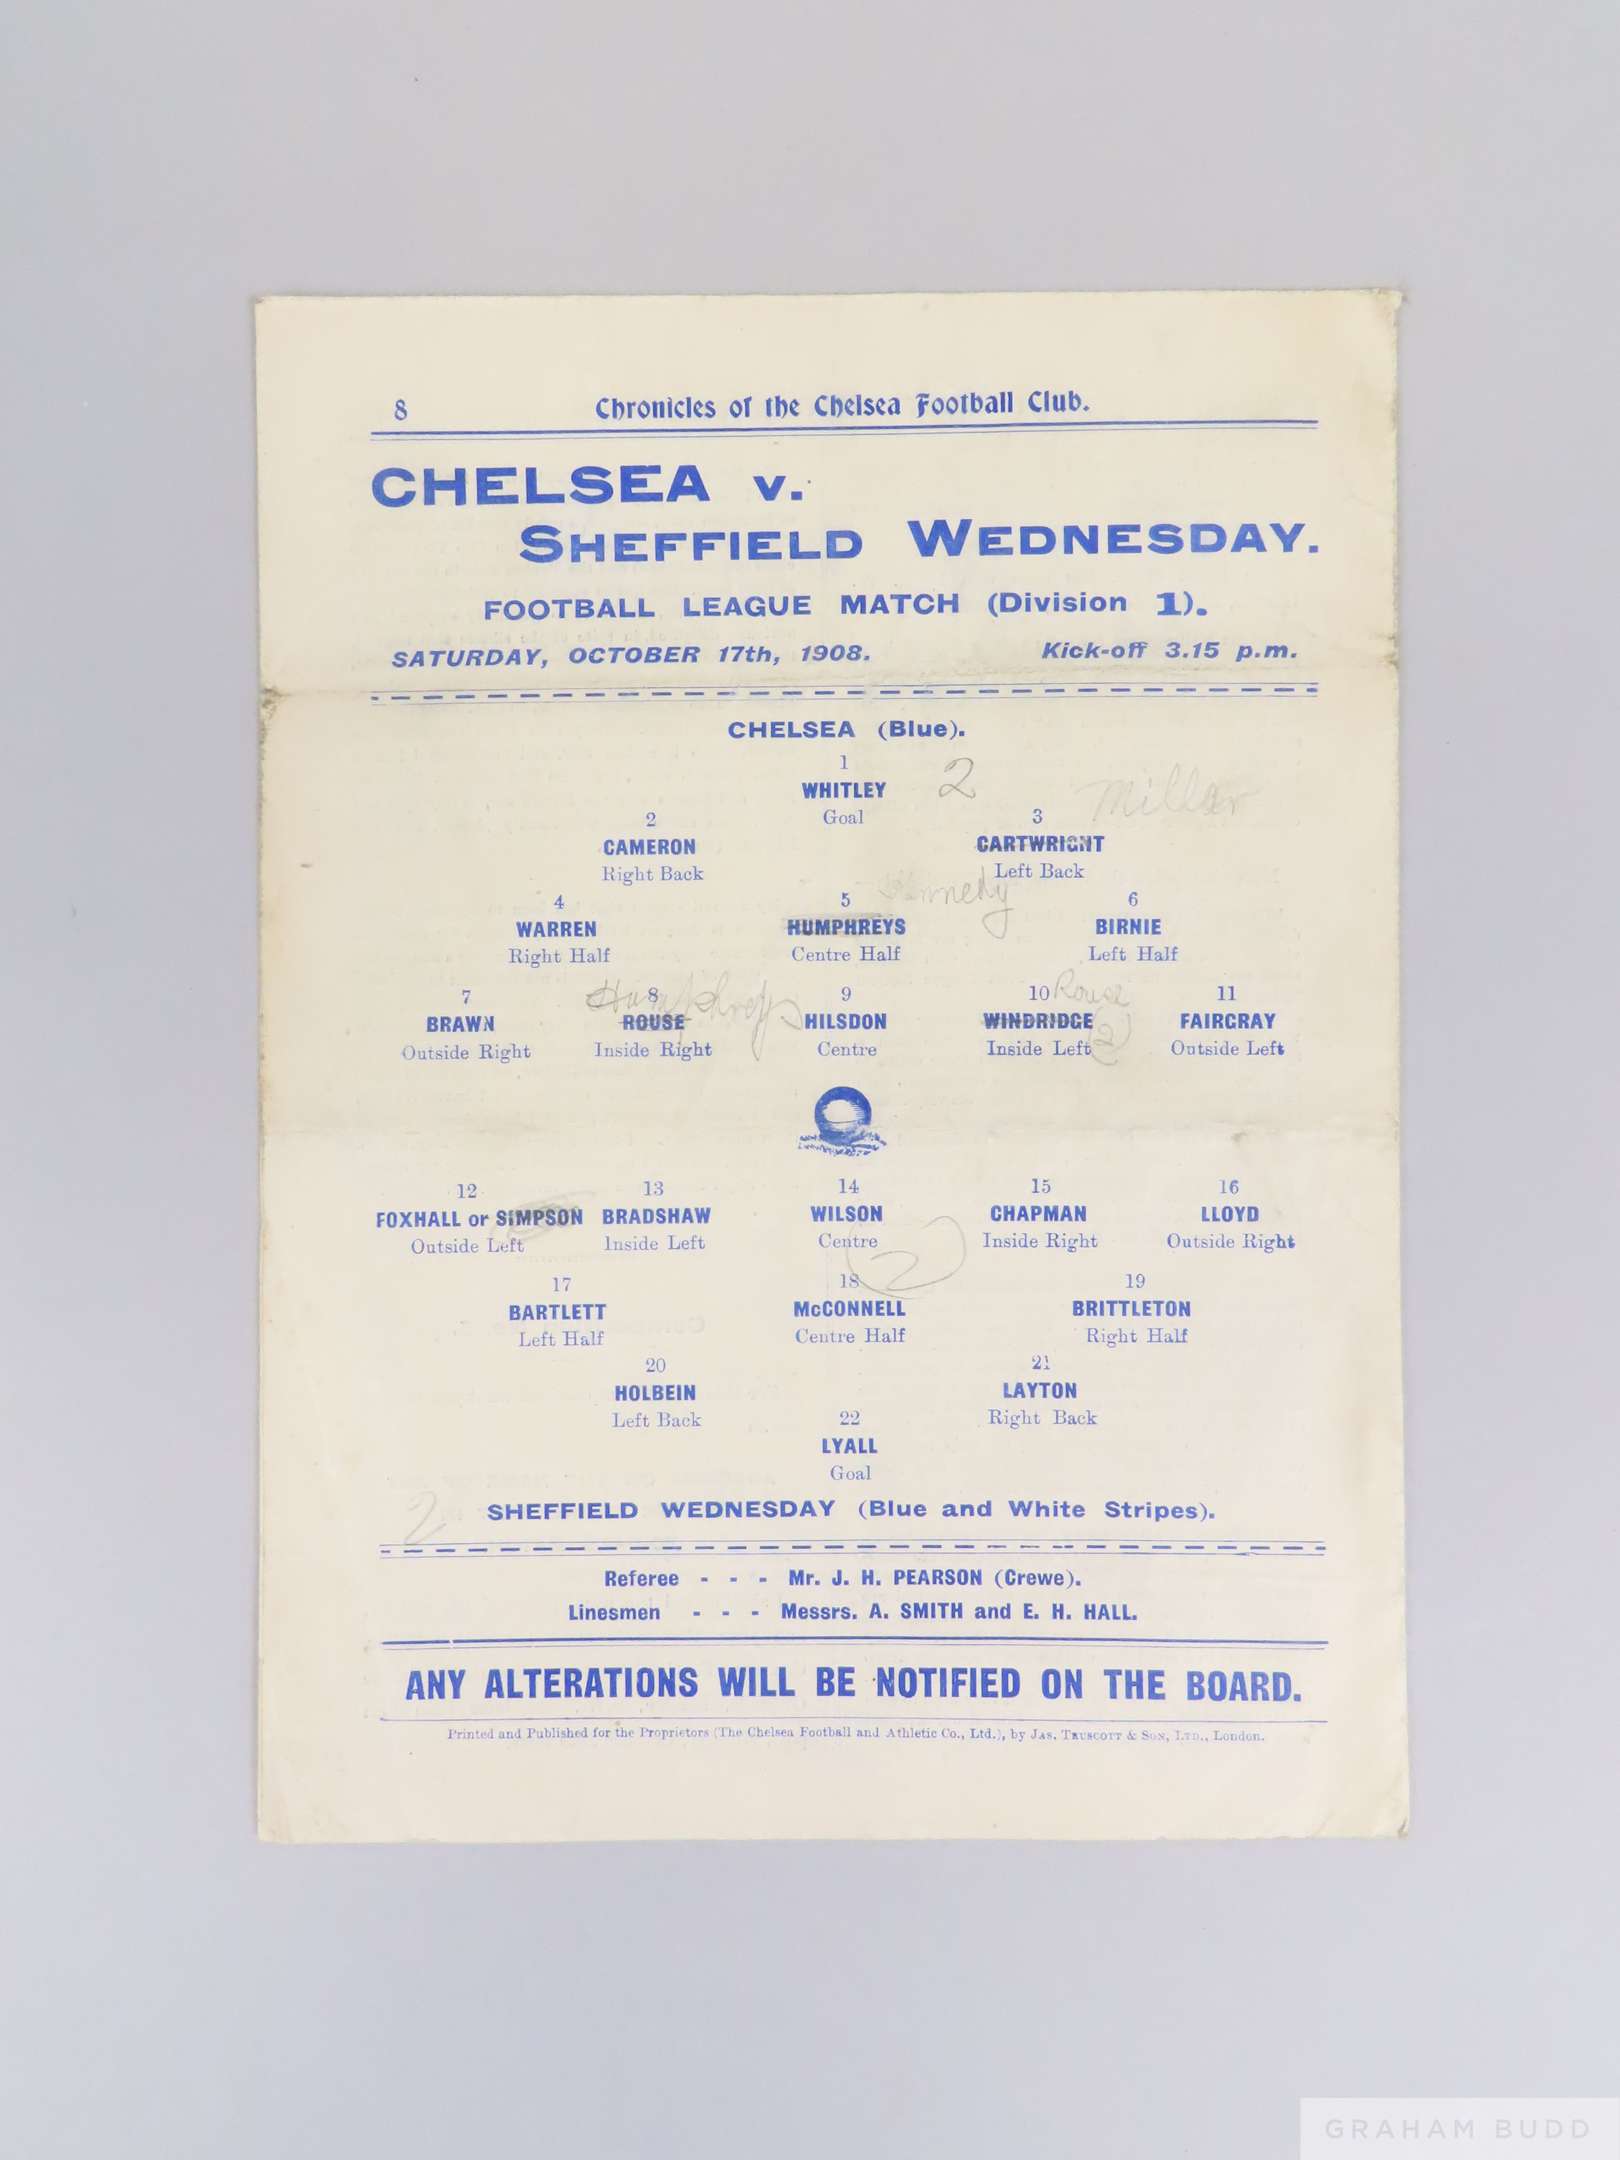 8 Chronicles of the Chelsea Football Club.
CHELSEA v.
SHEFFIELD WEDNESDAY.
FOOTBALL LEAGUE MATCH (Division 1).
SATURDAY, OCTOBER 17th, 1908. Kick-off 3.15 p.m.
CHELSEA (Blue).
1
WHITLEY 2 Millar
Goal
2 3
CAMERON CARTWRIGHT
Right Back Left Back
Kennedy
4 5 6
WARREN HUMPHREYS BIRNIE
Right Half Centre Half Left Half
Humphreys Rouse
7 8 9 10 11
BRAWN ROUSE HILSDON WINDRIDGE FAIRGRAY
(2)
Outside Right Inside Right Centre Inside Left Outside Left
12 13 14 15 16
FOXHALL or SIMPSON BRADSHAW WILSON CHAPMAN LLOYD
Outside Left Inside Left Centre Inside Right Outside Right
2
17 18 19
BARTLETT McCONNELL BRITTLETON
Left Half Centre Half Right Half
20 21
HOLBEIN LAYTON
Left Back Right Back
22
LYALL
Goal
2 SHEFFIELD WEDNESDAY (Blue and White Stripes).
Referee - - - Mr. J. H. PEARSON (Crewe).
Linesmen - - - Messrs. A. SMITH and E. H. HALL.
ANY ALTERATIONS WILL BE NOTIFIED ON THE BOARD.
Printed and Published for the Proprietors (The Chelsea Football and Athletic Co., Ltd.), by JAS. TRUSCOTT & SON, LTD., London.
GRAHAM BUDD